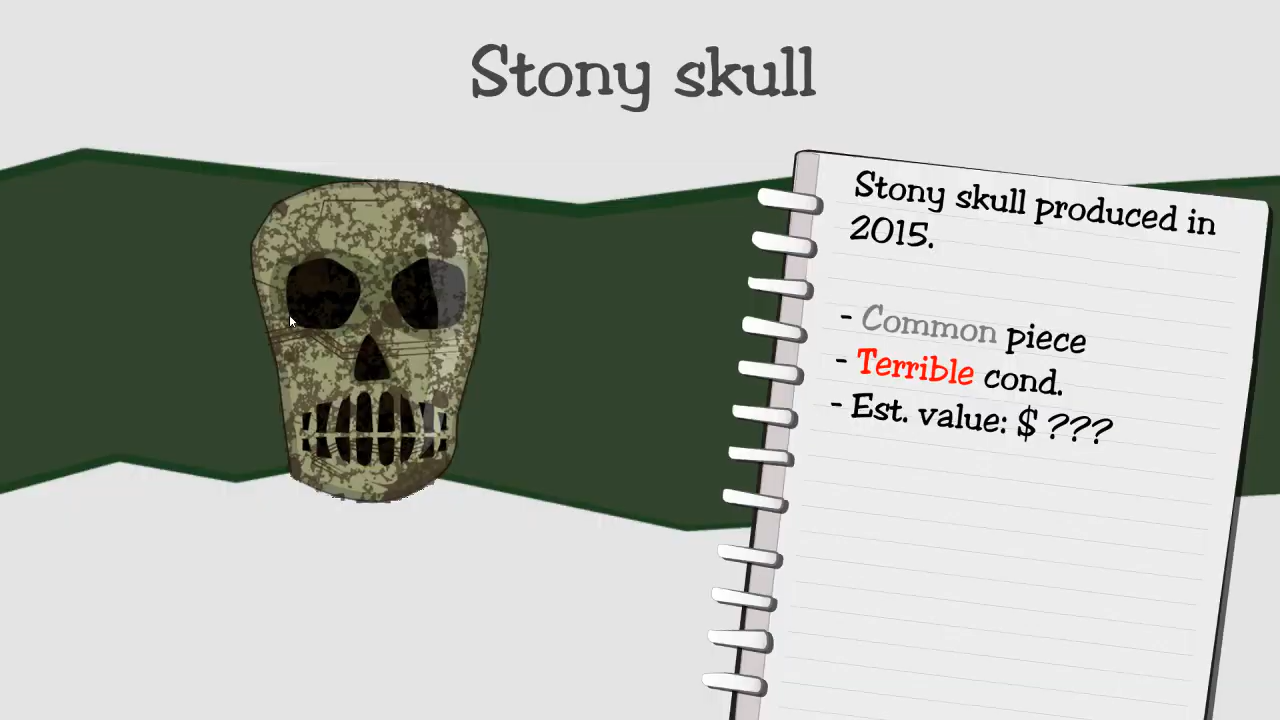 Stony skull
Stony skull produced in
2015.
- Common piece
- Terrible cond.
- Est. value: $ ???